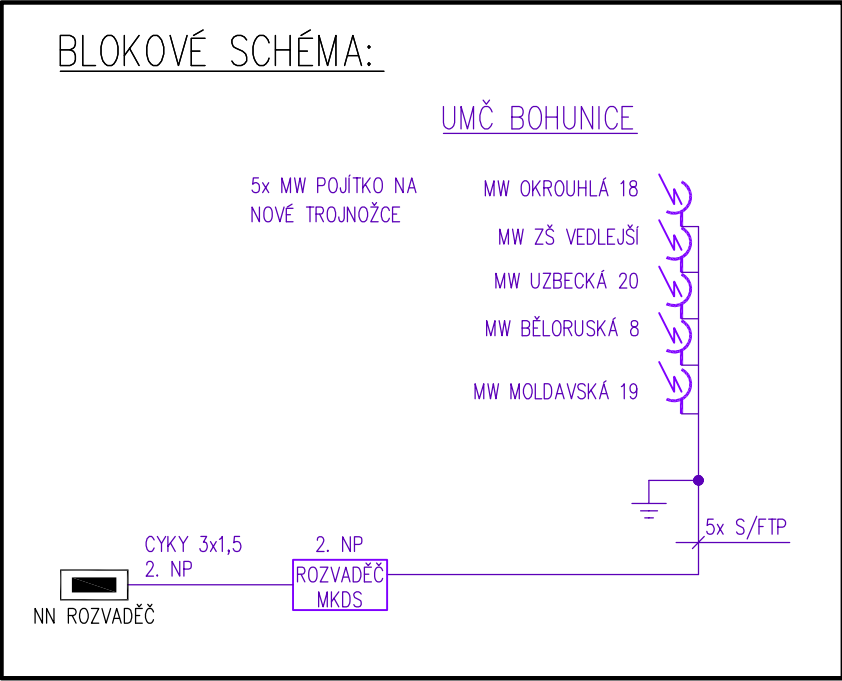 BLOKOVÉ SCHÉMA:
UMČ BOHUNICE
5x MW POJÍTKO NA
NOVÉ TROJNOŽCE
MW OKROUHLÁ 18
MW ZŠ VEDLEJŠÍ
MW UZBECKÁ 20
MW BĚLORUSKÁ 8
MW MOLDAVSKÁ 19
5x S/FTP
CYKY 3x1,5
2. NP
2. NP
ROZVADĚČ
MKDS
NN ROZVADĚČ